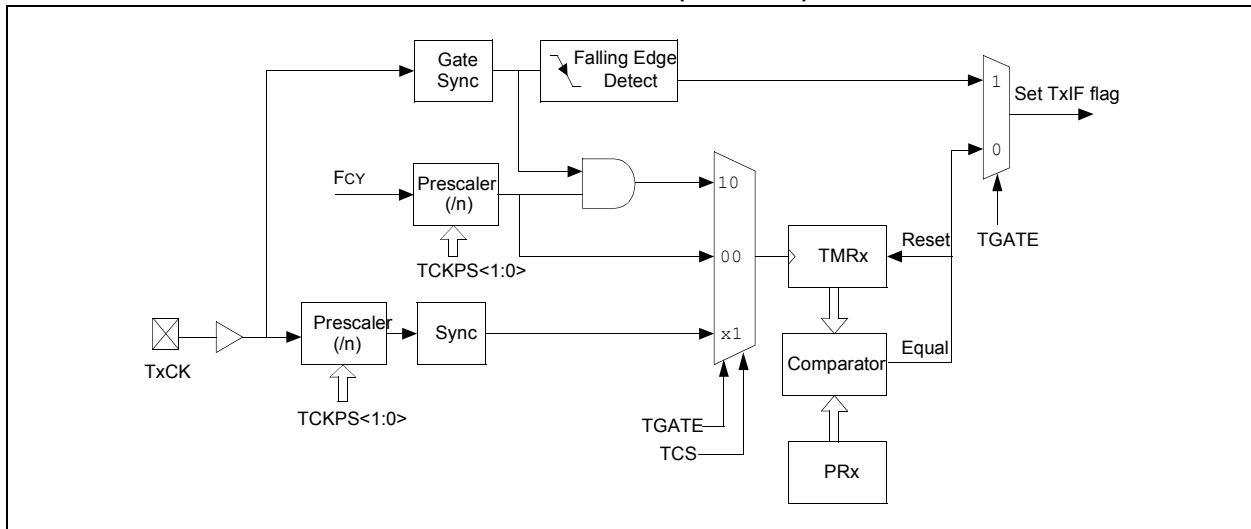 Gate
Sync
Falling Edge
Detect
1
Set TxIF flag
0
FCY
Prescaler
(/n)
10
TGATE
TCKPS<1:0>
00
TMRx
Reset
Prescaler
(/n)
Sync
x1
TxCK
Comparator
Equal
TCKPS<1:0>
TGATE
TCS
PRx